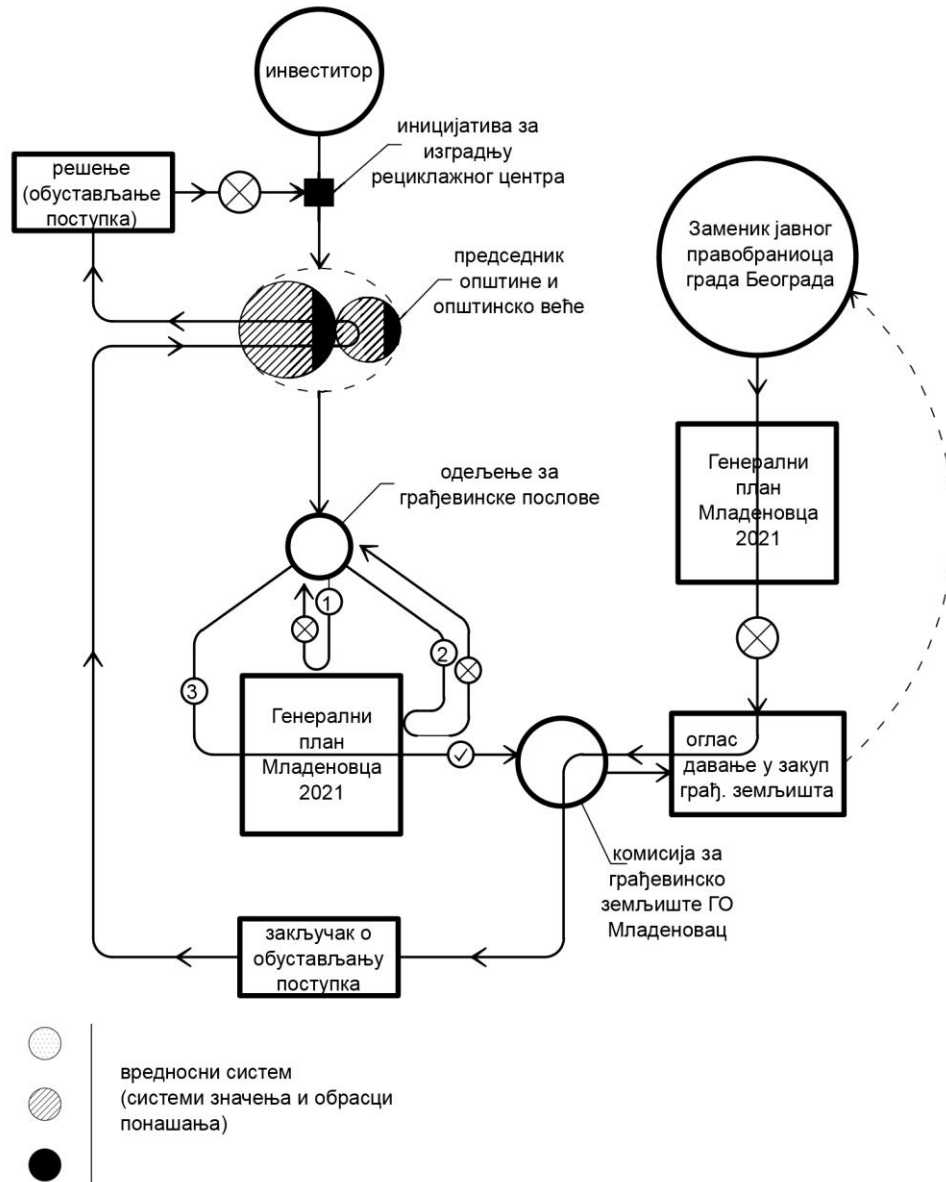 инвеститор
иницијатива за
изградњу
рециклажног центра
решење
(обустављање
поступка)
Заменик јавног
правобраниоца
града Београда
председник
општине и
општинско веће
Генерални
план
Младеновца
2021
одељење за
грађевинске послове
1
2
3
Генерални
план
Младеновца
2021
оглас
давање у закуп
грађ. земљишта
комисија за
грађевинско
земљиште ГО
Младеновац
закључак о
обустављању
поступка
вредносни систем
(системи значења и обрасци
понашања)